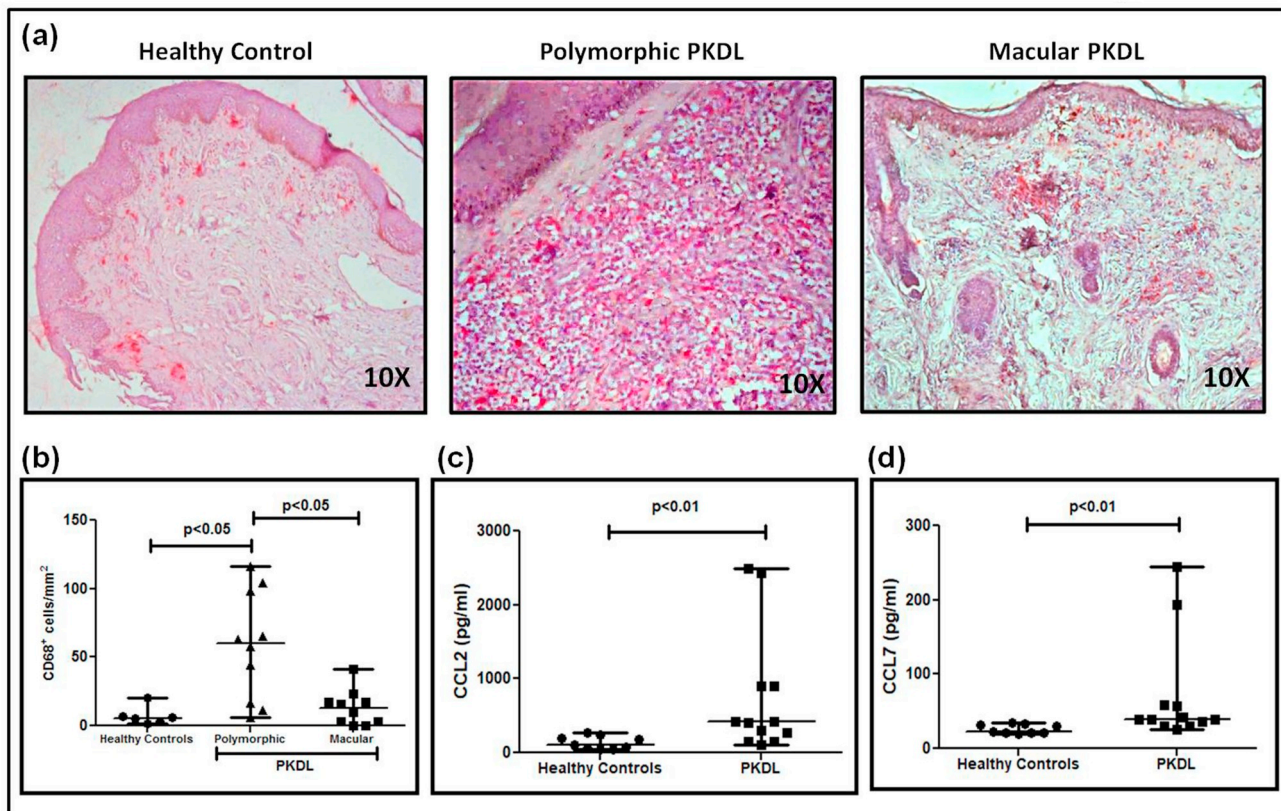 (a)
Healthy Control
Polymorphic PKDL
Macular PKDL
10X
10X
10X
(b)
p<0.05
p<0.05
150
100
50
0
CD68⁺ cells/mm²
Healthy Controls
Polymorphic
Macular
PKDL
(c)
p<0.01
3000
2000
1000
0
CCL2 (pg/ml)
Healthy Controls
PKDL
(d)
p<0.01
300
200
100
0
CCL7 (pg/ml)
Healthy Controls
PKDL